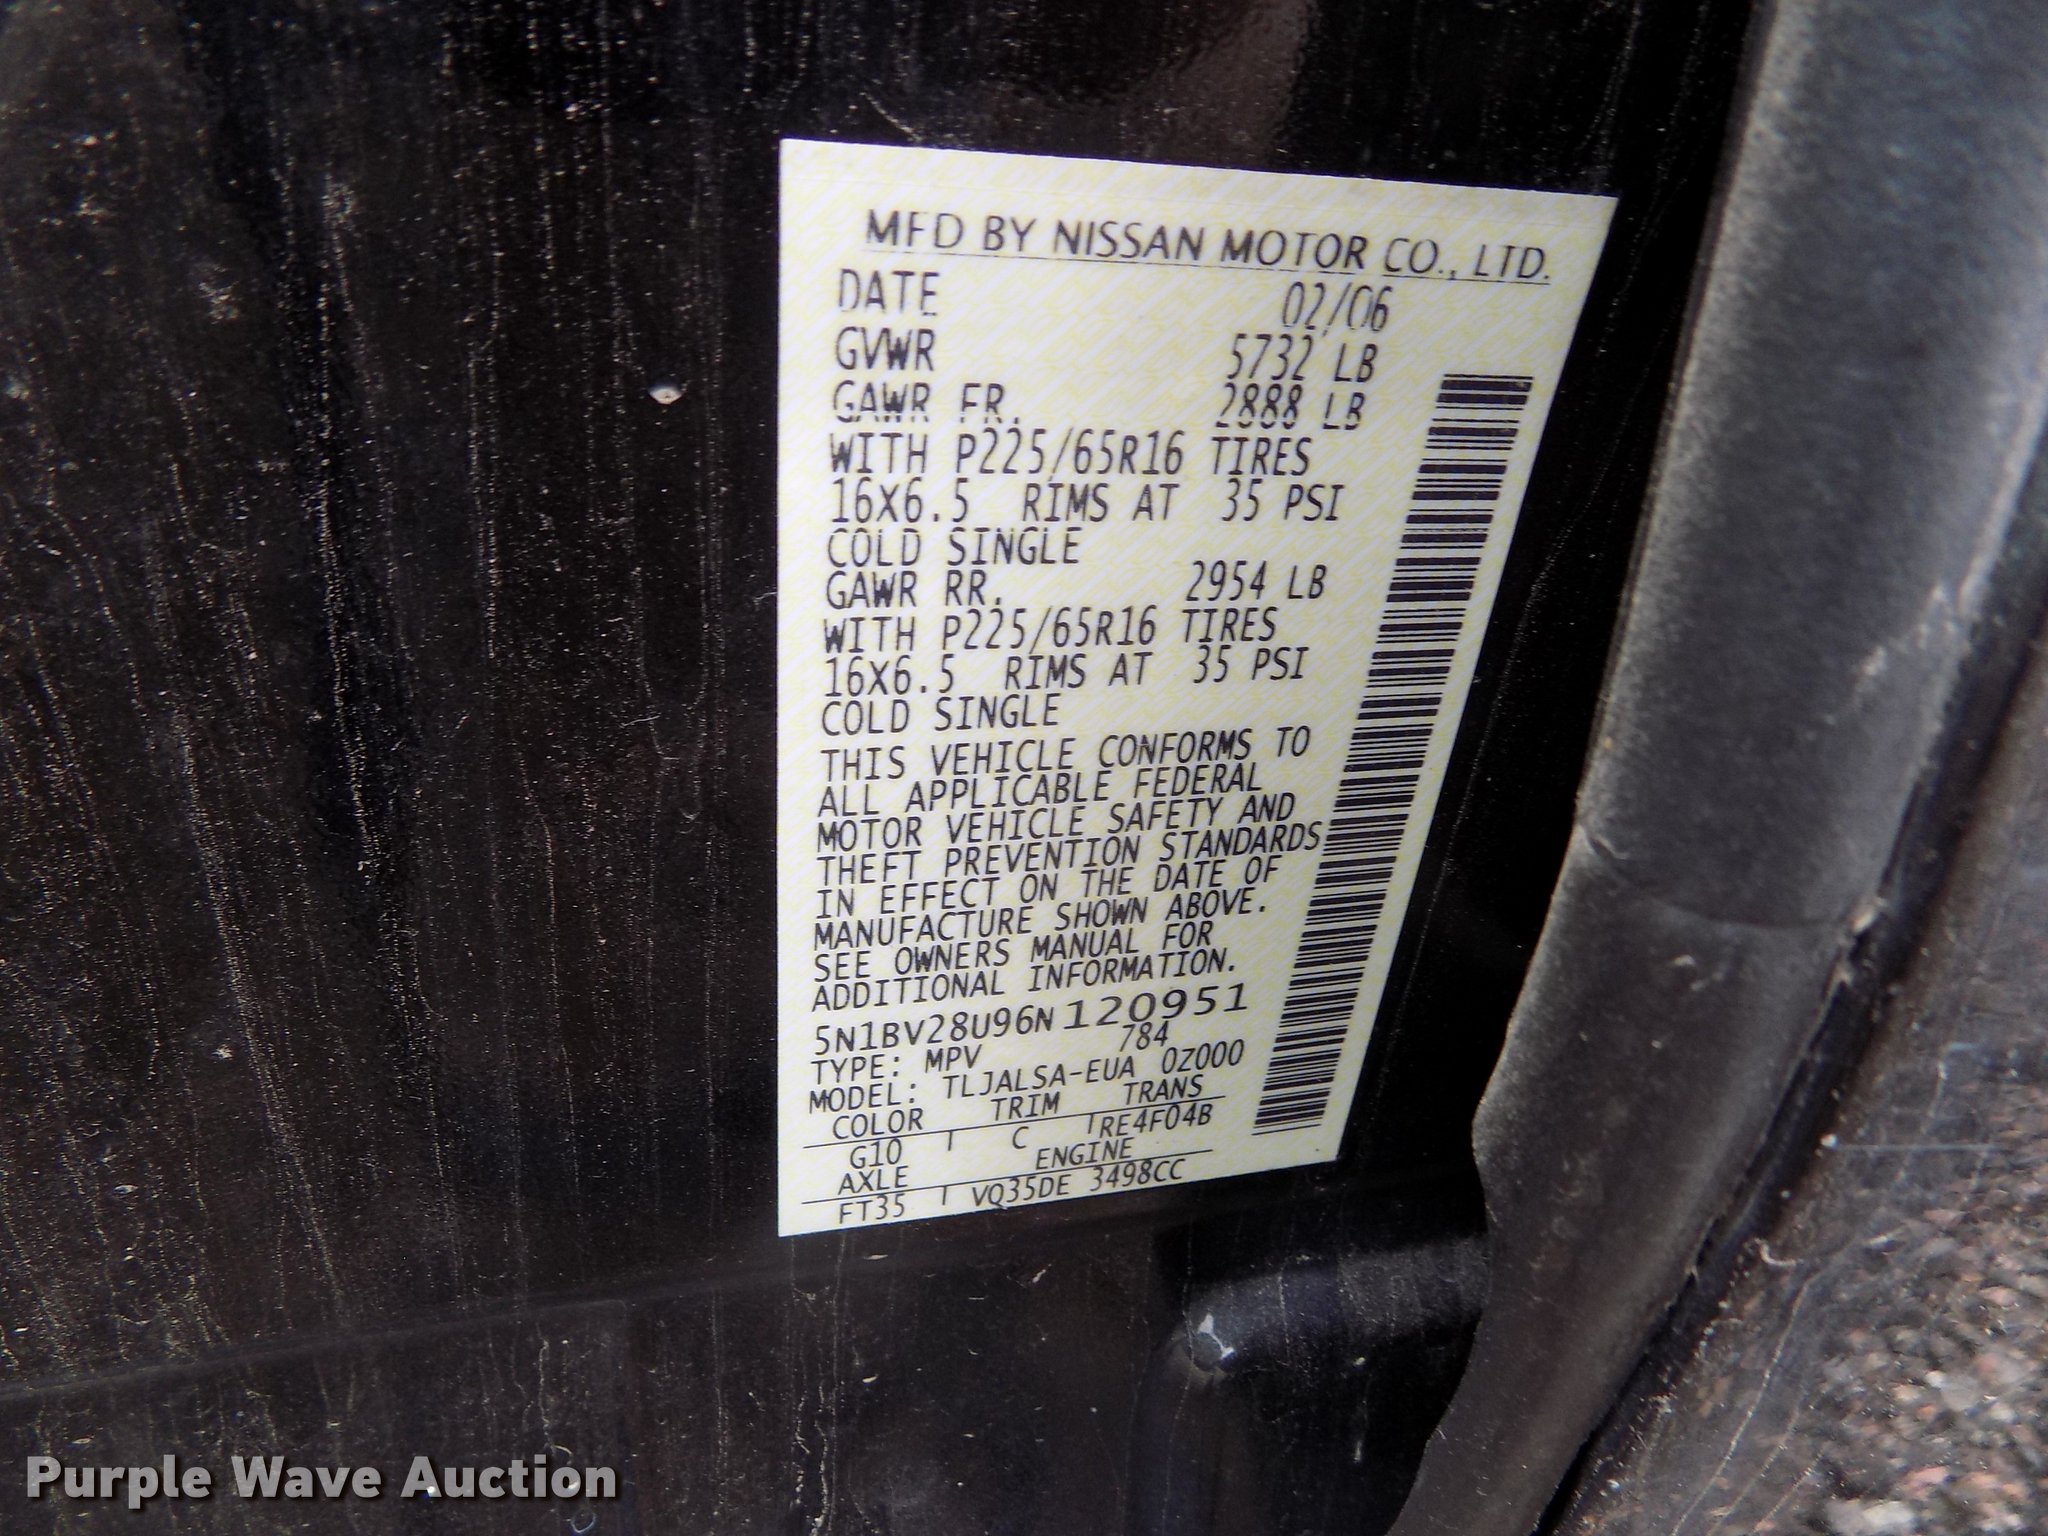 MFD BY NISSAN MOTOR CO., LTD.
DATE 02/06
GVWR 5732 LB
GAWR FR. 2888 LB
WITH P225/65R16 TIRES
16X6.5 RIMS AT 35 PSI
COLD SINGLE
GAWR RR. 2954 LB
WITH P225/65R16 TIRES
16X6.5 RIMS AT 35 PSI
COLD SINGLE
THIS VEHICLE CONFORMS TO
ALL APPLICABLE FEDERAL
MOTOR VEHICLE SAFETY AND
THEFT PREVENTION STANDARDS
IN EFFECT ON THE DATE OF
MANUFACTURE SHOWN ABOVE.
SEE OWNERS MANUAL FOR
ADDITIONAL INFORMATION.
5N1BV28U96N120951
TYPE: MPV 784
MODEL: TLJALSA-EUA 0Z000
COLOR TRIM TRANS
G10 C RE4F04B
AXLE ENGINE
FT35 VQ35DE 3498CC
Purple Wave Auction